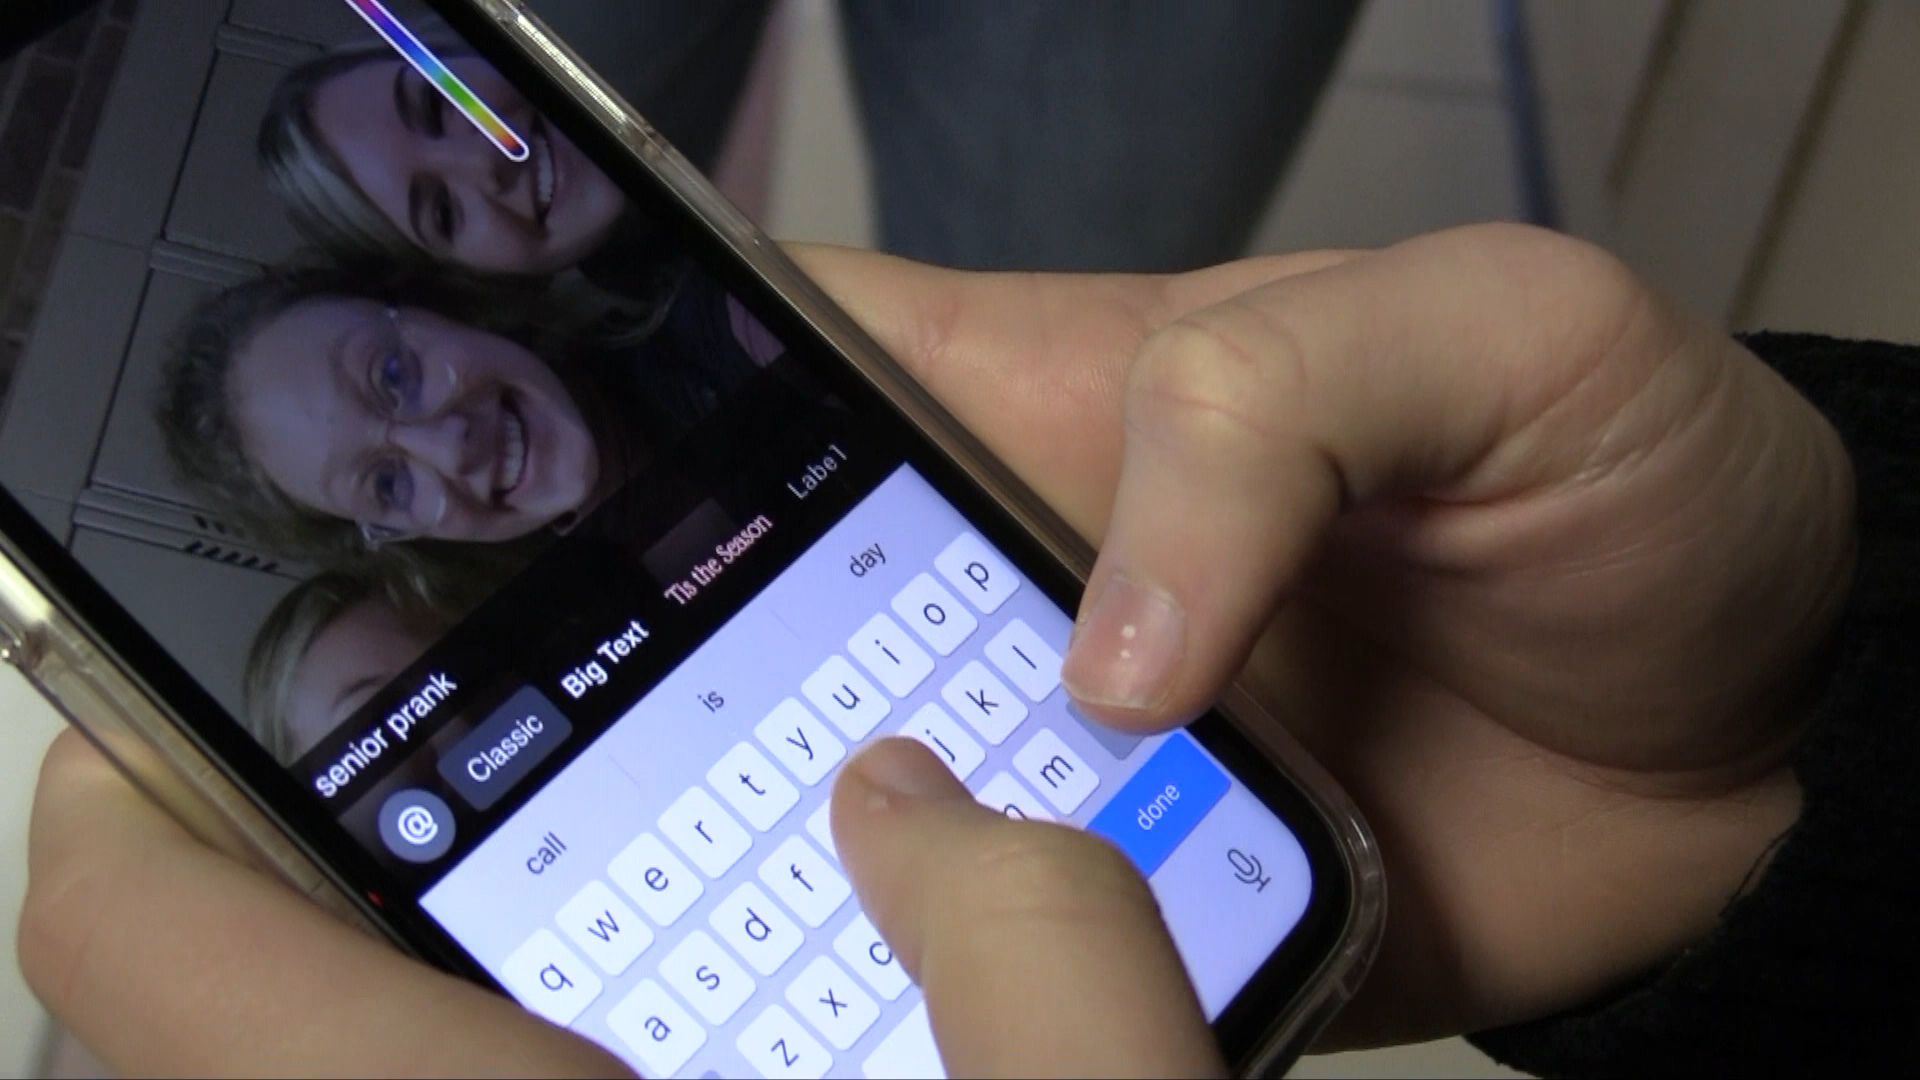 senior prank
@ Classic Big Text 'Tis the Season Label
call is day
q w e r t y u i o p
a s d f j k l
z x c n m
done